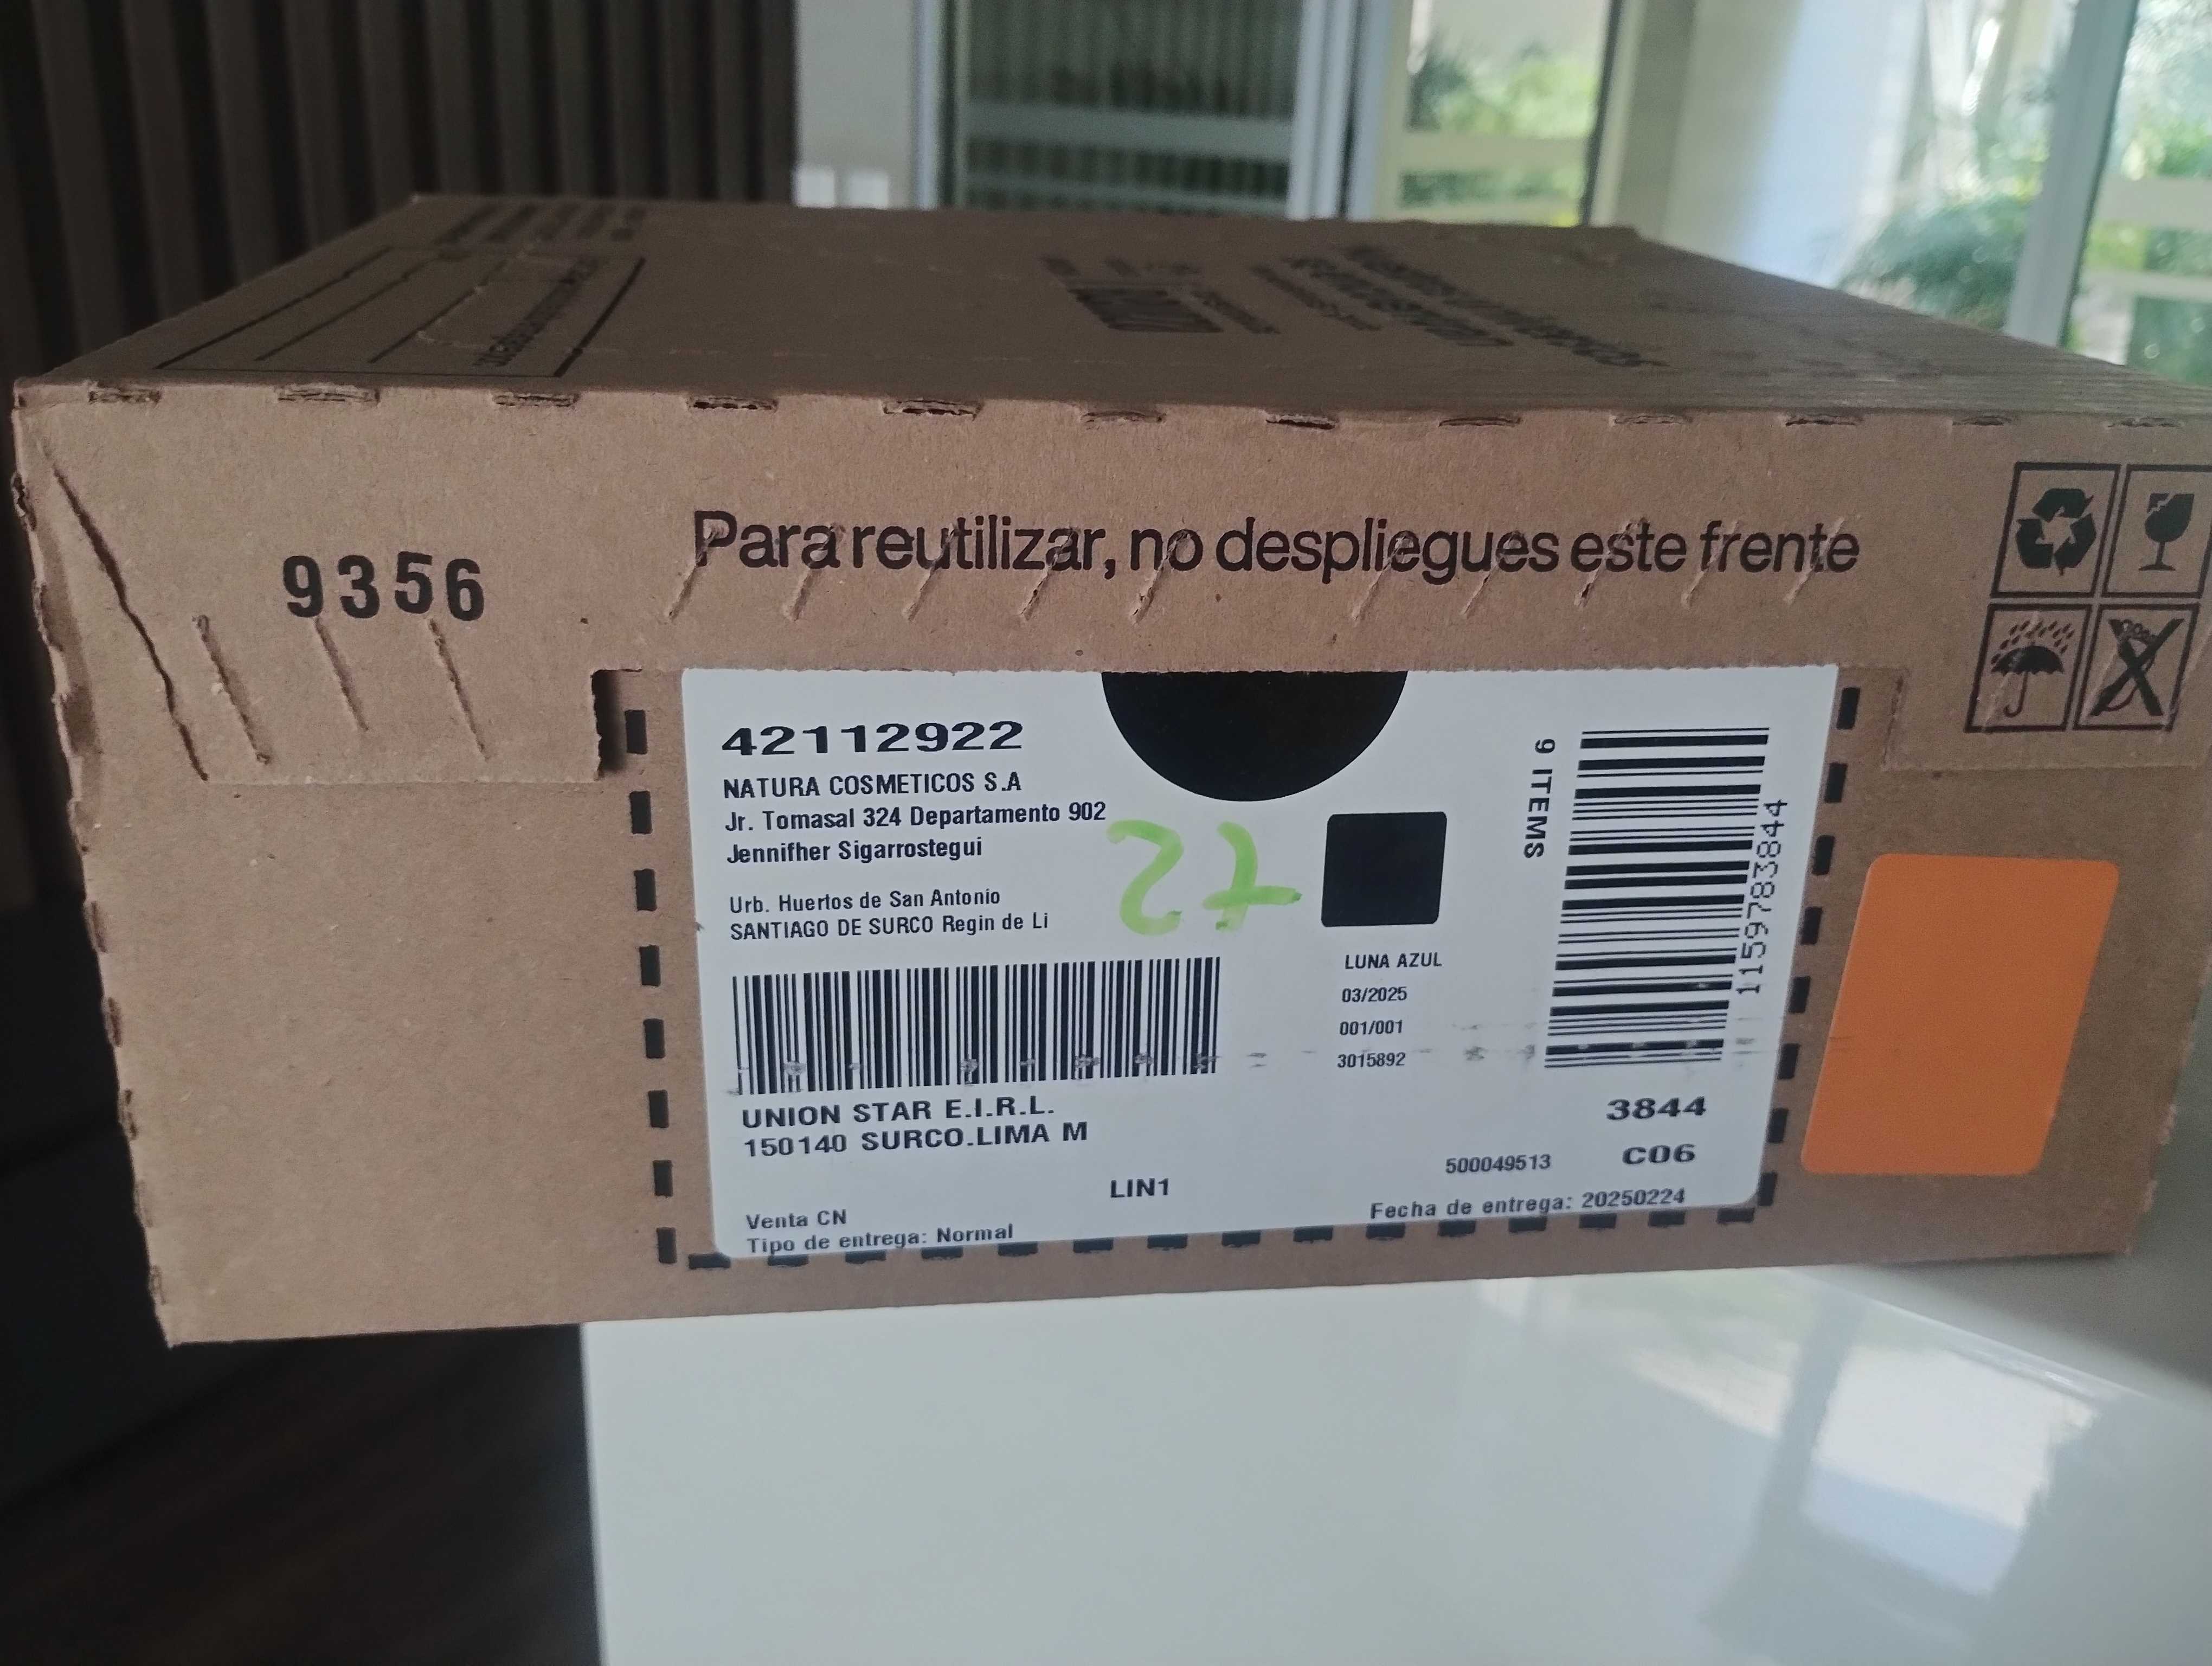 9356
Para reutilizar, no despliegues este frente
42112922
NATURA COSMETICOS S.A
Jr. Tomasal 324 Departamento 902
Jennifher Sigarrostegui
Urb. Huertos de San Antonio
SANTIAGO DE SURCO Regin de Li
72
LUNA AZUL
03/2025
001/001
3015892
9 ITEMS
1159783844
UNION STAR E.I.R.L.
150140 SURCO.LIMA M
3844
C06
500049513
LIN1
Venta CN
Tipo de entrega: Normal
Fecha de entrega: 20250224